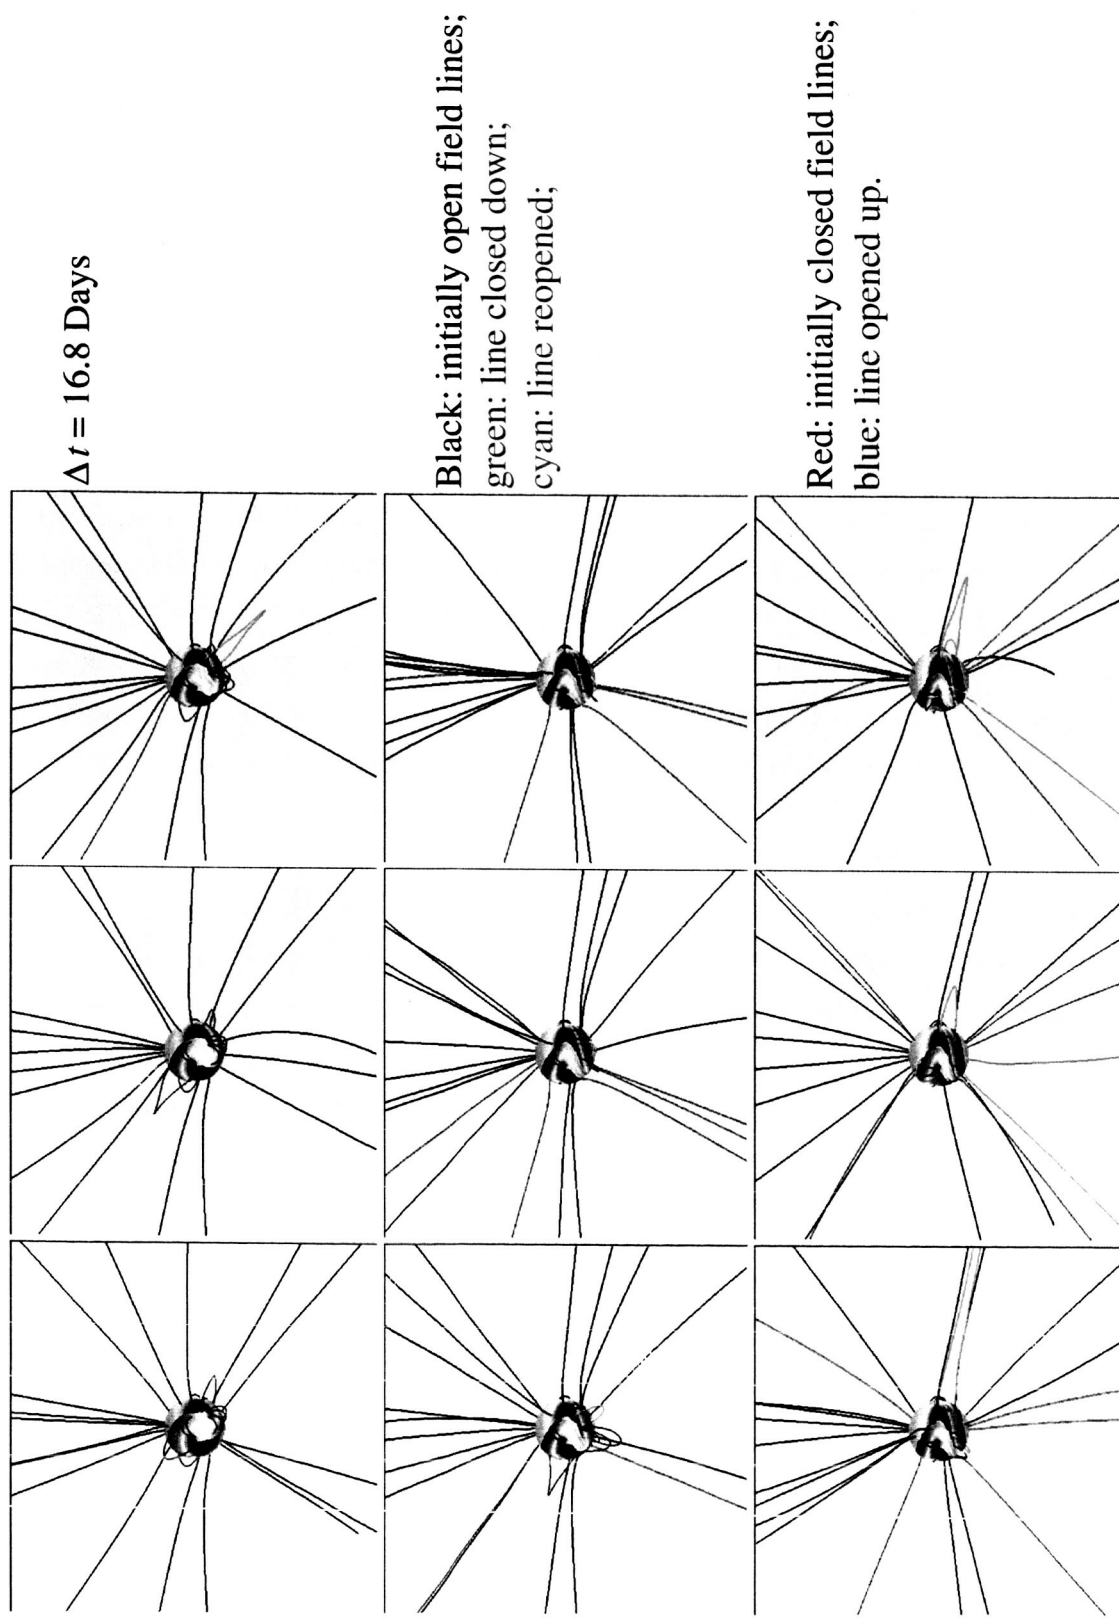 Δt = 16.8 Days
Black: initially open field lines;
green: line closed down;
cyan: line reopened;
Red: initially closed field lines;
blue: line opened up.